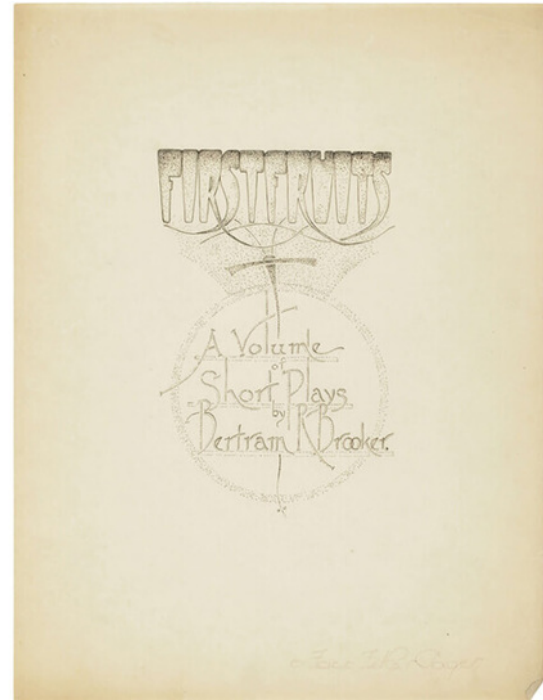 FIRSTFRUITS
A Volume
of
Short Plays
by
Bertram R Brooker.